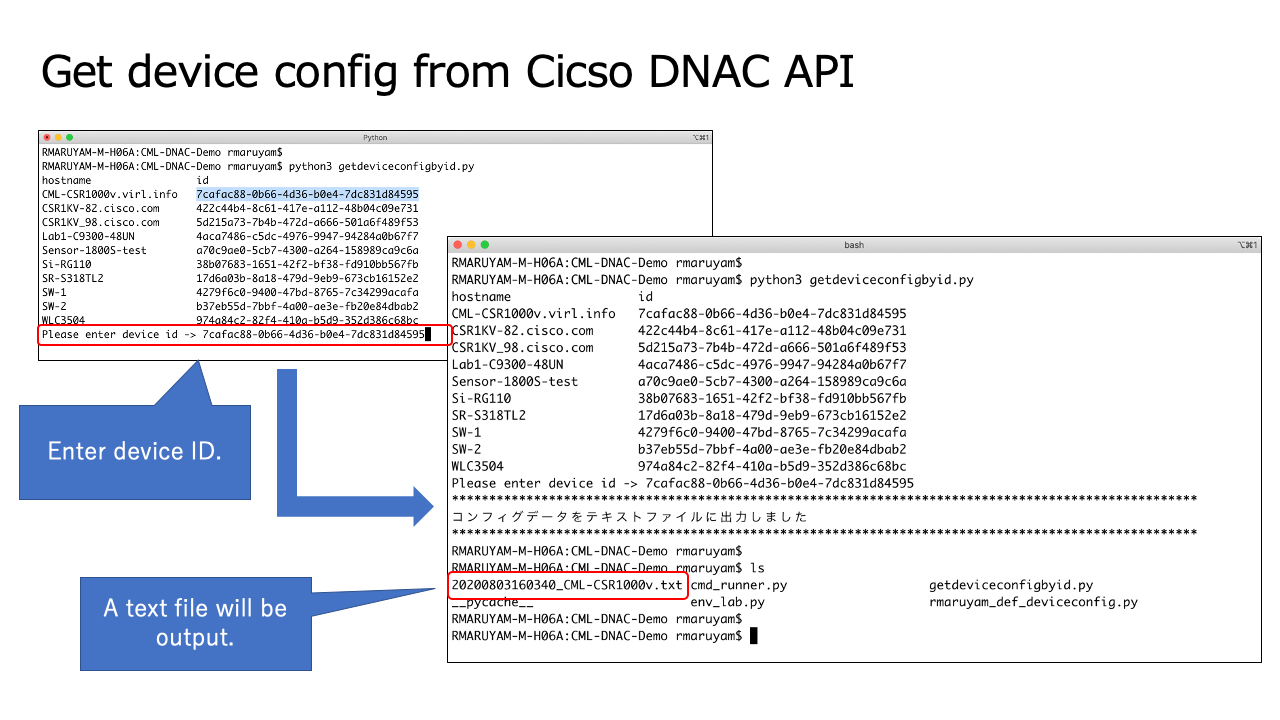 Get device config from Cicso DNAC API
Python ⌥⌘1
RMARUYAM-M-H06A:CML-DNAC-Demo rmaruyam$
RMARUYAM-M-H06A:CML-DNAC-Demo rmaruyam$ python3 getdeviceconfigbyid.py
hostname id
CML-CSR1000v.virl.info 7cafac88-0b66-4d36-b0e4-7dc831d84595
CSR1KV-82.cisco.com 422c44b4-8c61-417e-a112-48b04c09e731
CSR1KV_98.cisco.com 5d215a73-7b4b-472d-a666-501a6f489f53
Lab1-C9300-48UN 4aca7486-c5dc-4976-9947-94284a0b67f7
Sensor-1800S-test a70c9ae0-5cb7-4300-a264-158989ca9c6a
Si-RG110 38b07683-1651-42f2-bf38-fd910bb567fb
SR-S318TL2 17d6a03b-8a18-479d-9eb9-673cb16152e2
SW-1 4279f6c0-9400-47bd-8765-7c34299acafa
SW-2 b37eb55d-7bbf-4a00-ae3e-fb20e84dbab2
WLC3504 974a84c2-82f4-410a-b5d9-352d386c68bc
Please enter device id -> 7cafac88-0b66-4d36-b0e4-7dc831d84595
Enter device ID.
bash ⌥⌘1
RMARUYAM-M-H06A:CML-DNAC-Demo rmaruyam$
RMARUYAM-M-H06A:CML-DNAC-Demo rmaruyam$ python3 getdeviceconfigbyid.py
hostname id
CML-CSR1000v.virl.info 7cafac88-0b66-4d36-b0e4-7dc831d84595
CSR1KV-82.cisco.com 422c44b4-8c61-417e-a112-48b04c09e731
CSR1KV_98.cisco.com 5d215a73-7b4b-472d-a666-501a6f489f53
Lab1-C9300-48UN 4aca7486-c5dc-4976-9947-94284a0b67f7
Sensor-1800S-test a70c9ae0-5cb7-4300-a264-158989ca9c6a
Si-RG110 38b07683-1651-42f2-bf38-fd910bb567fb
SR-S318TL2 17d6a03b-8a18-479d-9eb9-673cb16152e2
SW-1 4279f6c0-9400-47bd-8765-7c34299acafa
SW-2 b37eb55d-7bbf-4a00-ae3e-fb20e84dbab2
WLC3504 974a84c2-82f4-410a-b5d9-352d386c68bc
Please enter device id -> 7cafac88-0b66-4d36-b0e4-7dc831d84595
****************************************************************************************************
コンフィグデータをテキストファイルに出力しました
****************************************************************************************************
RMARUYAM-M-H06A:CML-DNAC-Demo rmaruyam$
RMARUYAM-M-H06A:CML-DNAC-Demo rmaruyam$ ls
20200803160340_CML-CSR1000v.txt cmd_runner.py getdeviceconfigbyid.py
__pycache__ env_lab.py rmaruyam_def_deviceconfig.py
RMARUYAM-M-H06A:CML-DNAC-Demo rmaruyam$
RMARUYAM-M-H06A:CML-DNAC-Demo rmaruyam$
A text file will be
output.